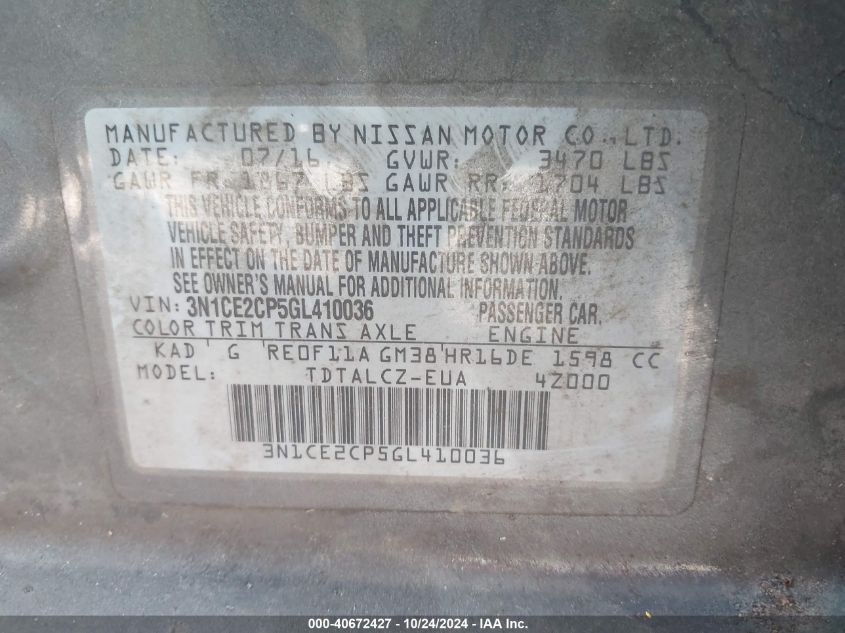 MANUFACTURED BY NISSAN MOTOR CO., LTD.
DATE: 07/16 GVWR: 3470 LBS
GAWR FR 1867 LBS GAWR RR 1704 LBS
THIS VEHICLE CONFORMS TO ALL APPLICABLE FEDERAL MOTOR
VEHICLE SAFETY, BUMPER AND THEFT PREVENTION STANDARDS
IN EFFECT ON THE DATE OF MANUFACTURE SHOWN ABOVE.
SEE OWNER'S MANUAL FOR ADDITIONAL INFORMATION.
VIN: 3N1CE2CP5GL410036 PASSENGER CAR.
COLOR TRIM TRANS AXLE ENGINE
KAD G RE0F11A GM38 HR16DE 1598 CC
MODEL: TDTALCZ-EUA 4Z000
3N1CE2CP5GL410036
000-40672427 - 10/24/2024 - IAAI.com